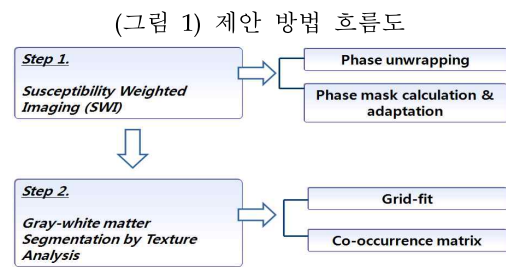 (그림 1) 제안 방법 흐름도
Step 1.
Susceptibility Weighted
Imaging (SWI)
Phase unwrapping
Phase mask calculation &
adaptation
Step 2.
Gray-white matter
Segmentation by Texture
Analysis
Grid-fit
Co-occurrence matrix